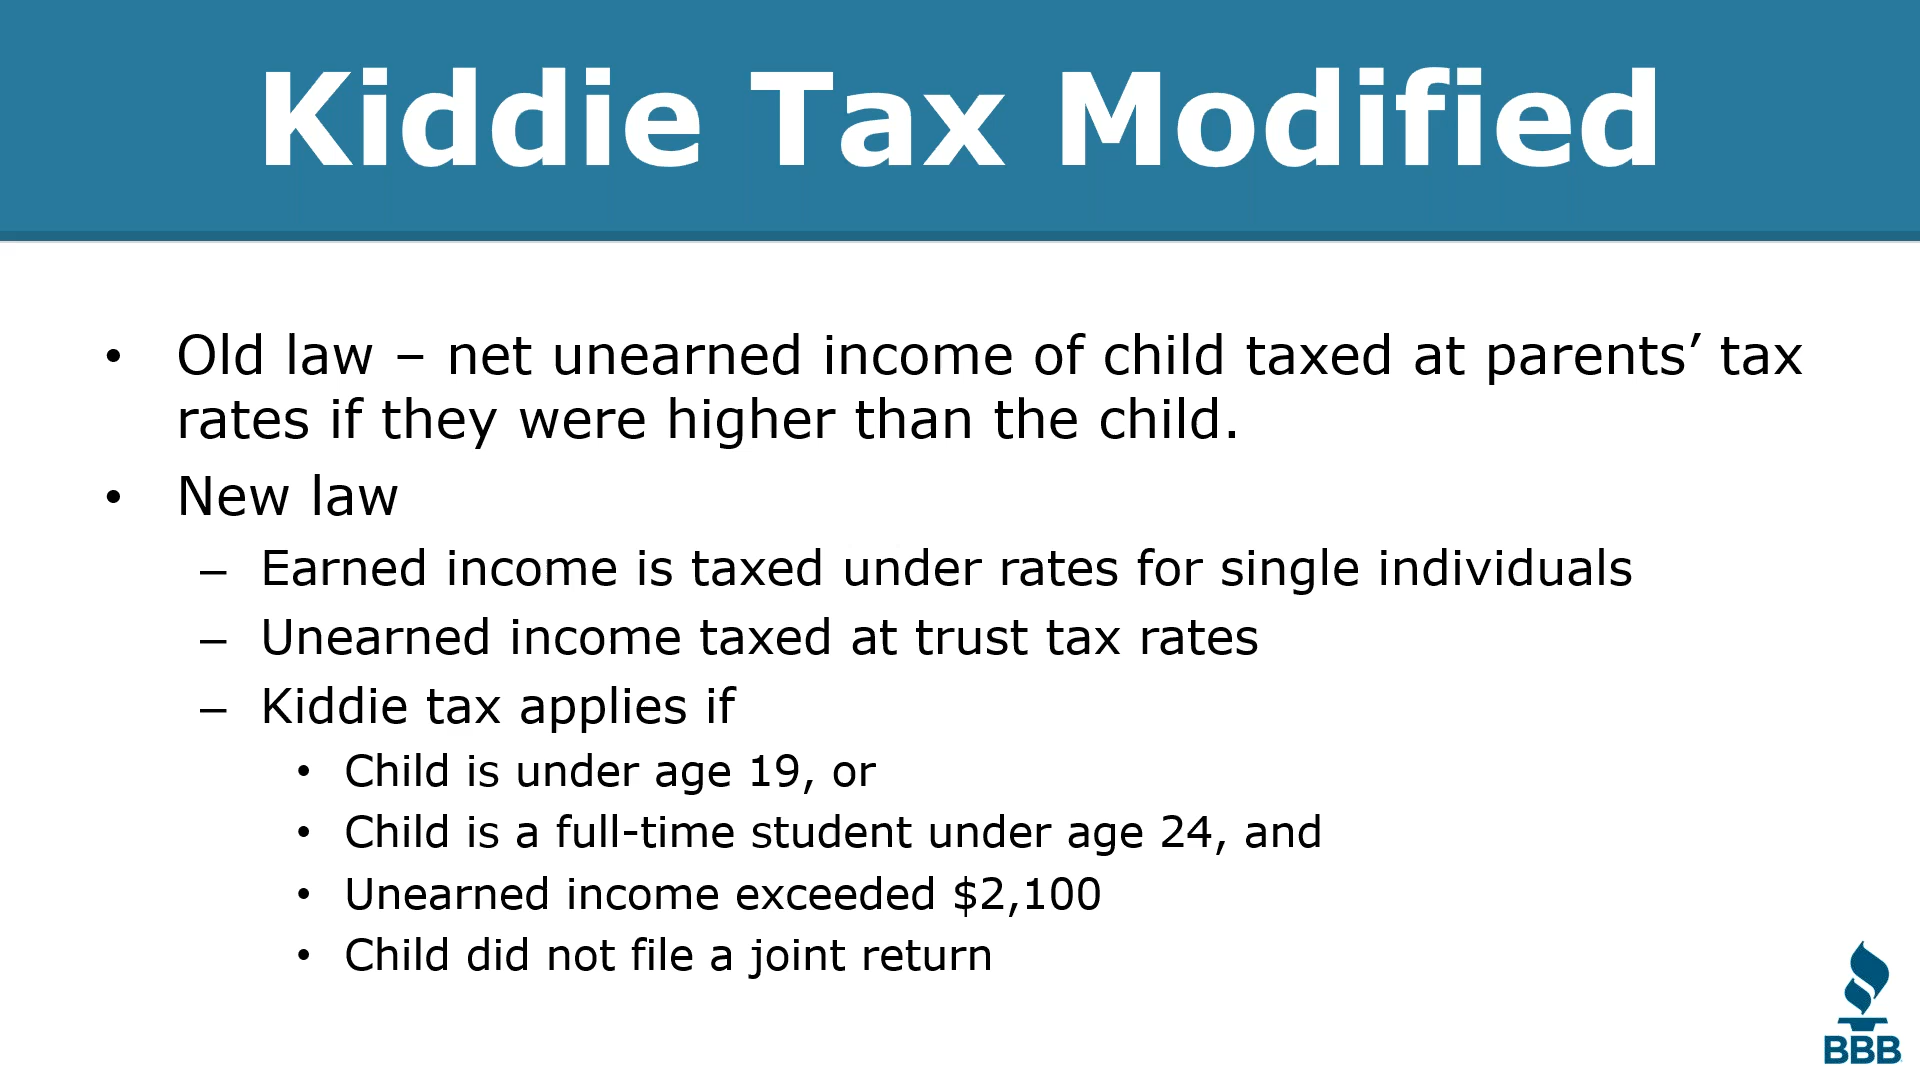 Kiddie Tax Modified
• Old law – net unearned income of child taxed at parents’ tax
rates if they were higher than the child.
• New law
– Earned income is taxed under rates for single individuals
– Unearned income taxed at trust tax rates
– Kiddie tax applies if
• Child is under age 19, or
• Child is a full-time student under age 24, and
• Unearned income exceeded $2,100
• Child did not file a joint return
BBB